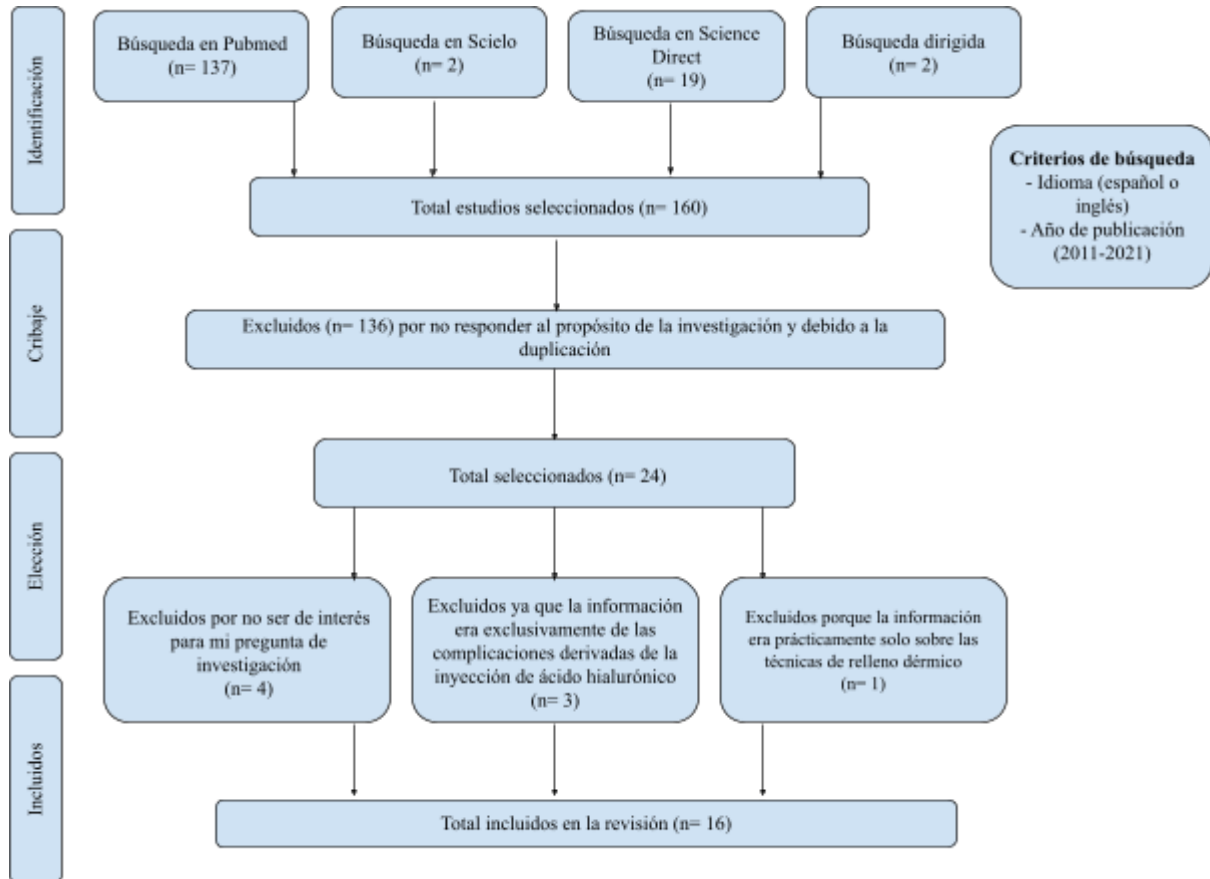 Identificación
Búsqueda en Pubmed
(n= 137)
Búsqueda en Scielo
(n= 2)
Búsqueda en Science
Direct
(n= 19)
Búsqueda dirigida
(n= 2)
Criterios de búsqueda
- Idioma (español o
inglés)
- Año de publicación
(2011-2021)
Total estudios seleccionados (n= 160)
Cribaje
Excluidos (n= 136) por no responder al propósito de la investigación y debido a la
duplicación
Elección
Total seleccionados (n= 24)
Excluidos por no ser de interés
para mi pregunta de
investigación
(n= 4)
Excluidos ya que la información
era exclusivamente de las
complicaciones derivadas de la
inyección de ácido hialurónico
(n= 3)
Excluidos porque la información
era prácticamente solo sobre las
técnicas de relleno dérmico
(n= 1)
Incluidos
Total incluidos en la revisión (n= 16)